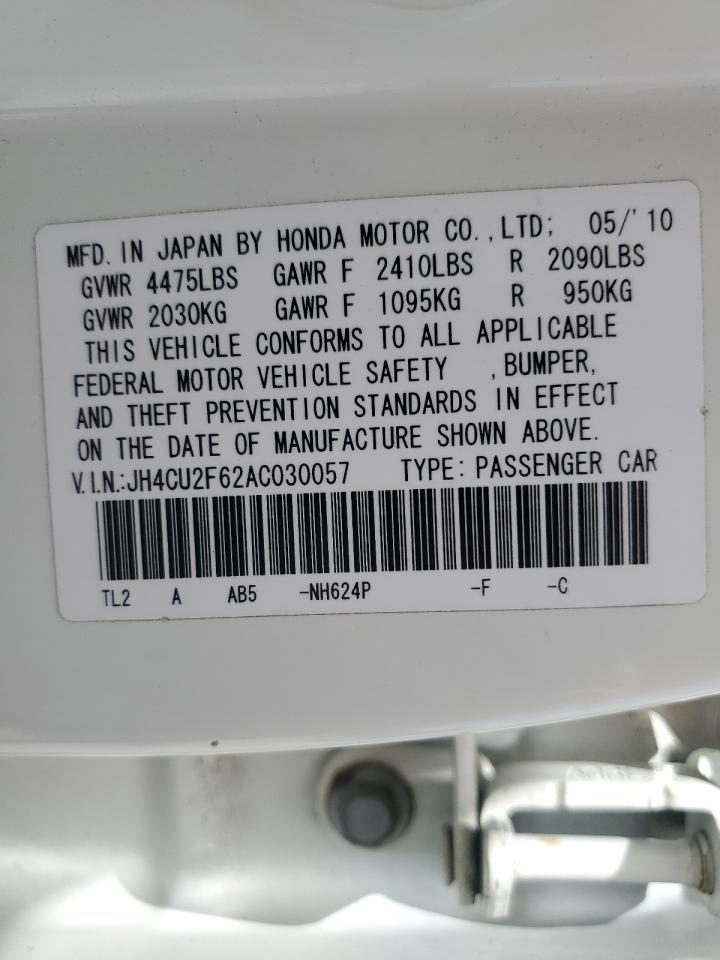 MFD. IN JAPAN BY HONDA MOTOR CO.,LTD; 05/'10
GVWR 4475LBS GAWR F 2410LBS R 2090LBS
GVWR 2030KG GAWR F 1095KG R 950KG
THIS VEHICLE CONFORMS TO ALL APPLICABLE
FEDERAL MOTOR VEHICLE SAFETY ,BUMPER,
AND THEFT PREVENTION STANDARDS IN EFFECT
ON THE DATE OF MANUFACTURE SHOWN ABOVE.
V.I.N.:JH4CU2F62AC030057 TYPE: PASSENGER CAR
TL2 A AB5 -NH624P -F -C